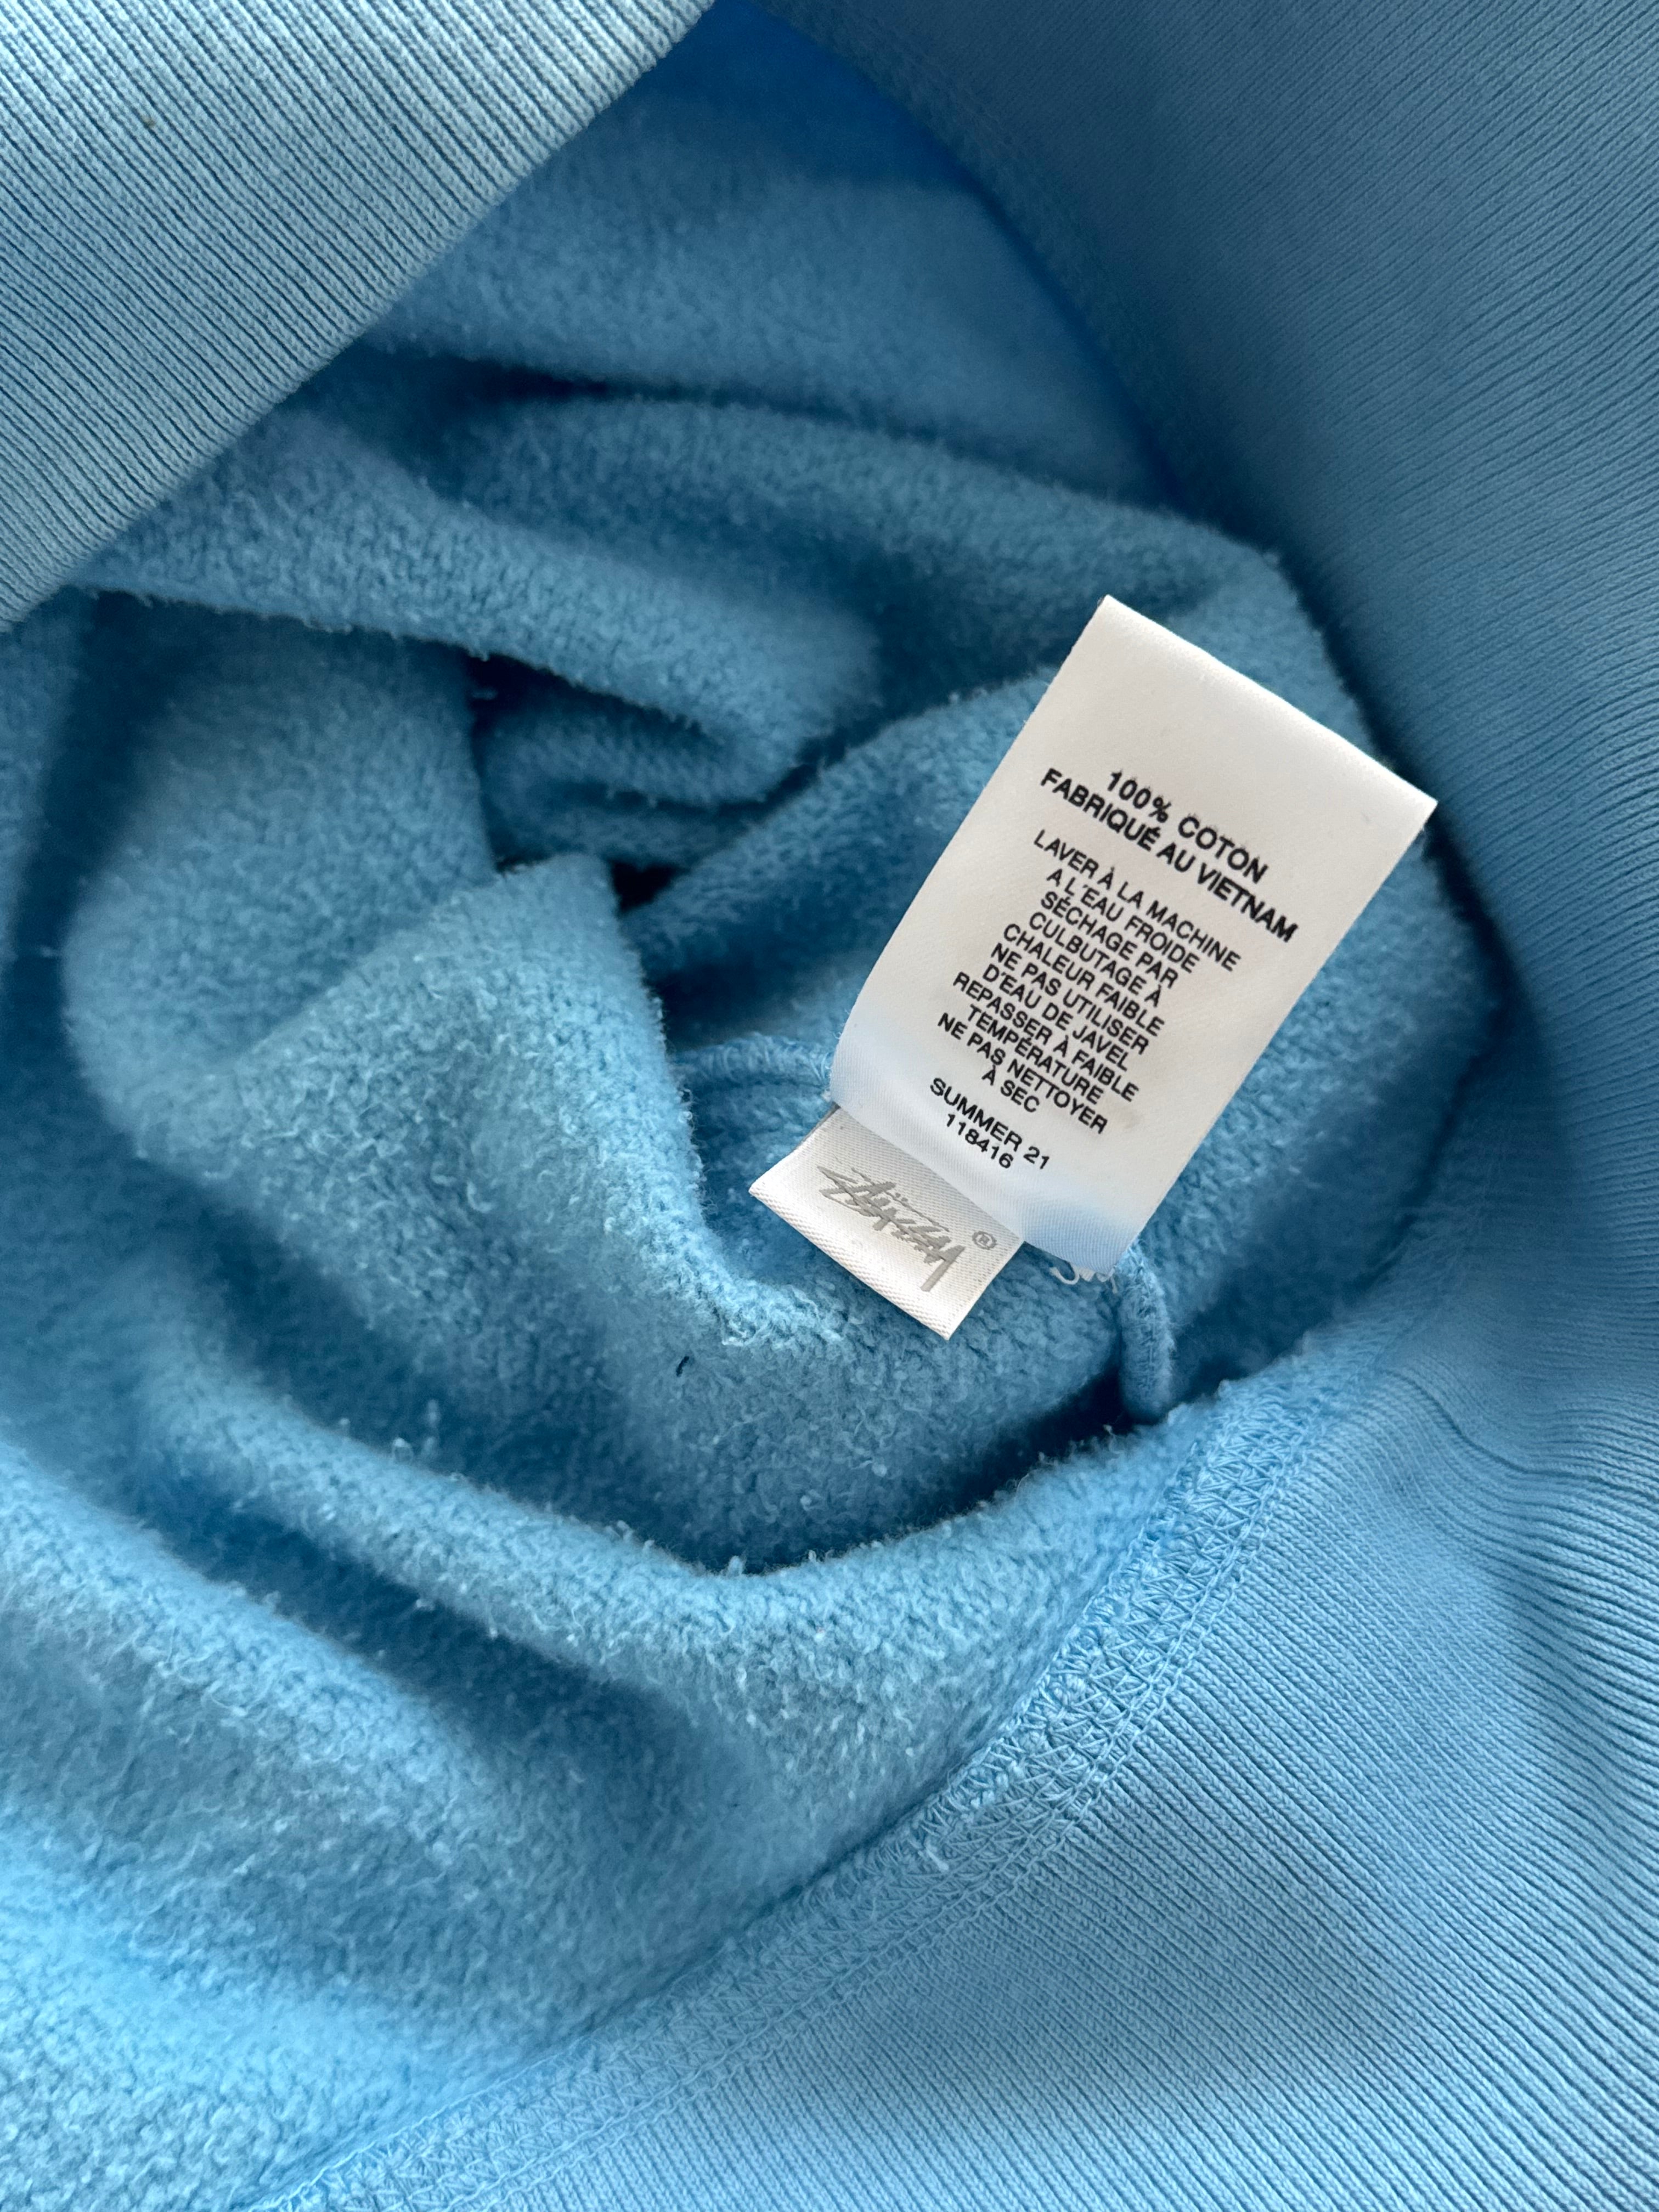 100% COTON
FABRIQUÉ AU VIETNAM
LAVER À LA MACHINE
A L'EAU FROIDE
SÉCHAGE PAR
CULBUTAGE À
CHALEUR FAIBLE
NE PAS UTILISER
D'EAU DE JAVEL
REPASSER À FAIBLE
TEMPÉRATURE
NE PAS NETTOYER
À SEC
SUMMER 21
118416
Stüssy ®